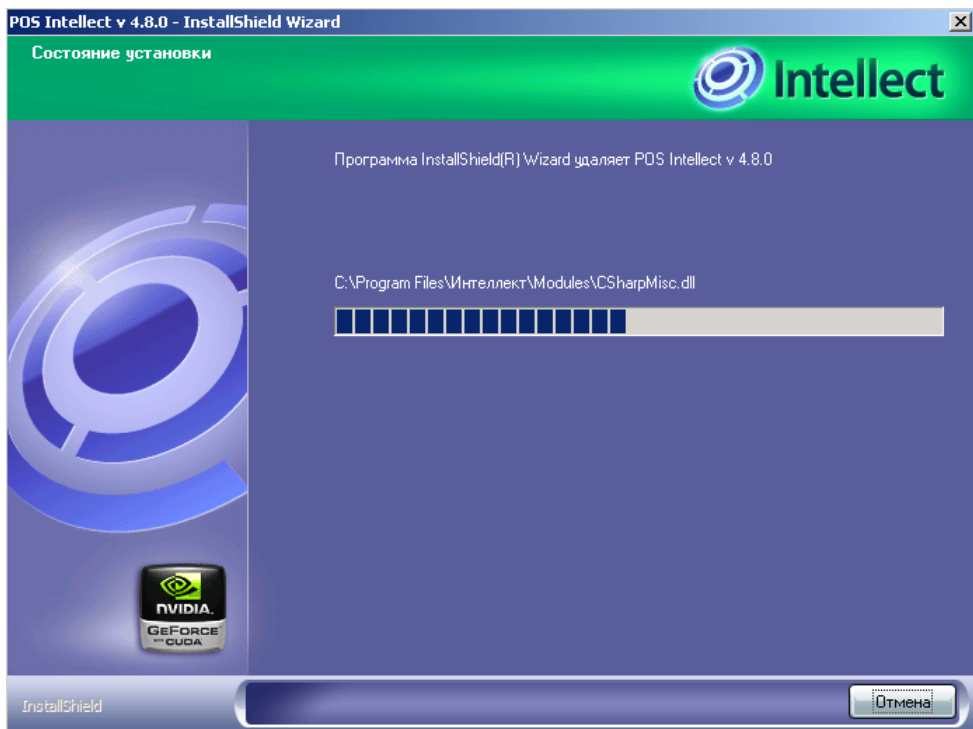 POS Intellect v 4.8.0 - InstallShield Wizard
Состояние установки
Intellect
Программа InstallShield(R) Wizard удаляет POS Intellect v 4.8.0
C:\Program Files\Интеллект\Modules\CSharpMisc.dll
NVIDIA.
GEFORCE
WITH CUDA
InstallShield
Отмена